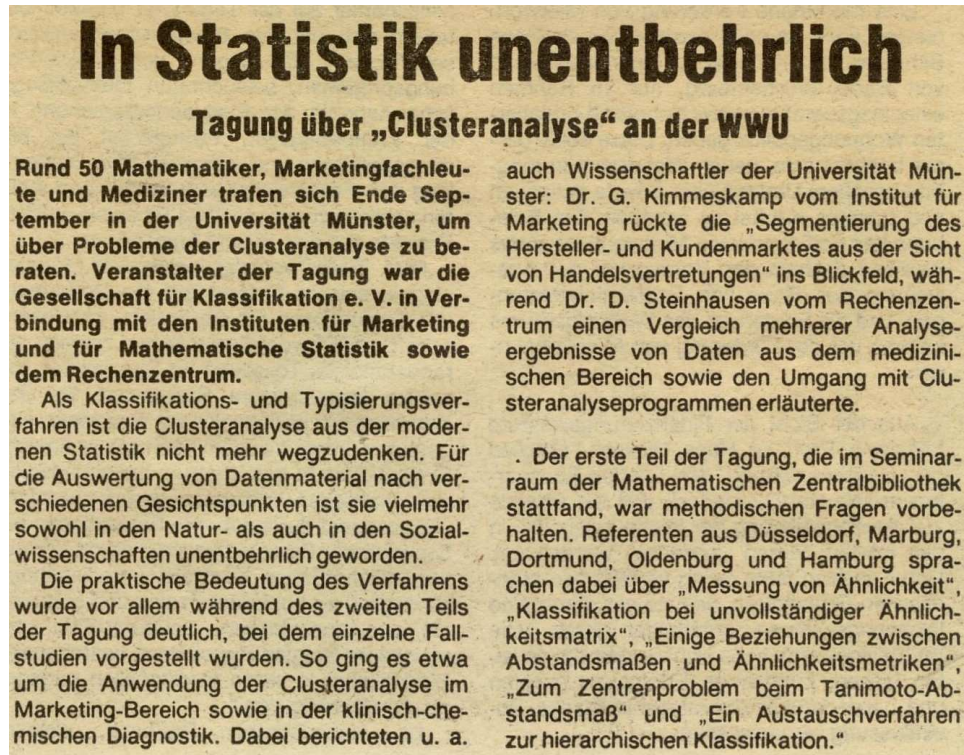 In Statistik unentbehrlich
Tagung über „Clusteranalyse“ an der WWU
Rund 50 Mathematiker, Marketingfachleu-
te und Mediziner trafen sich Ende Sep-
tember in der Universität Münster, um
über Probleme der Clusteranalyse zu be-
raten. Veranstalter der Tagung war die
Gesellschaft für Klassifikation e. V. in Ver-
bindung mit den Instituten für Marketing
und für Mathematische Statistik sowie
dem Rechenzentrum.
Als Klassifikations- und Typisierungsver-
fahren ist die Clusteranalyse aus der moder-
nen Statistik nicht mehr wegzudenken. Für
die Auswertung von Datenmaterial nach ver-
schiedenen Gesichtspunkten ist sie vielmehr
sowohl in den Natur- als auch in den Sozial-
wissenschaften unentbehrlich geworden.
Die praktische Bedeutung des Verfahrens
wurde vor allem während des zweiten Teils
der Tagung deutlich, bei dem einzelne Fall-
studien vorgestellt wurden. So ging es etwa
um die Anwendung der Clusteranalyse im
Marketing-Bereich sowie in der klinisch-che-
mischen Diagnostik. Dabei berichteten u. a.
auch Wissenschaftler der Universität Mün-
ster: Dr. G. Kimmeskamp vom Institut für
Marketing rückte die „Segmentierung des
Hersteller- und Kundenmarktes aus der Sicht
von Handelsvertretungen“ ins Blickfeld, wäh-
rend Dr. D. Steinhausen vom Rechenzen-
trum einen Vergleich mehrerer Analyse-
ergebnisse von Daten aus dem medizini-
schen Bereich sowie den Umgang mit Clu-
steranalyseprogrammen erläuterte.
Der erste Teil der Tagung, die im Seminar-
raum der Mathematischen Zentralbibliothek
stattfand, war methodischen Fragen vorbe-
halten. Referenten aus Düsseldorf, Marburg,
Dortmund, Oldenburg und Hamburg spra-
chen dabei über „Messung von Ähnlichkeit“,
„Klassifikation bei unvollständiger Ähnlich-
keitsmatrix“, „Einige Beziehungen zwischen
Abstandsmaßen und Ähnlichkeitsmetriken“,
„Zum Zentrenproblem beim Tanimoto-Ab-
standsmaß“ und „Ein Austauschverfahren
zur hierarchischen Klassifikation.“